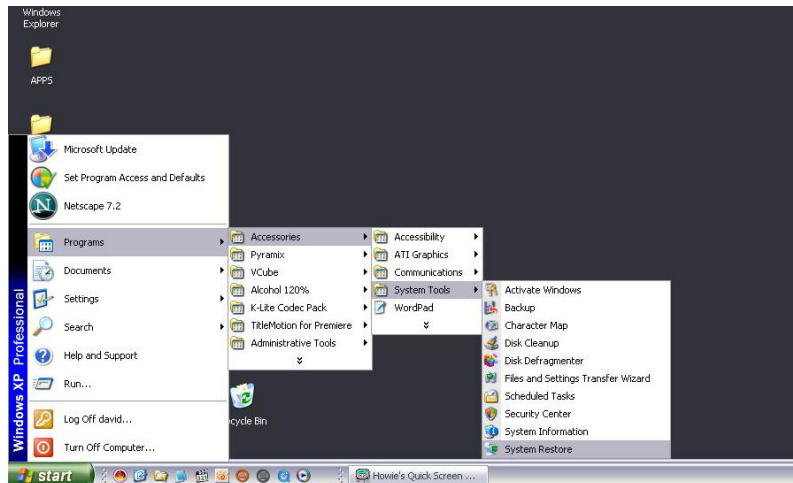 Windows
Explorer
APPS
Microsoft Update
Set Program Access and Defaults
N
Netscape 7.2
Programs
Documents
Settings
Search
Help and Support
Run...
Log Off david...
Turn Off Computer...
Windows XP Professional
Accessories
Pyramix
VCube
Alcohol 120%
K-Lite Codec Pack
TitleMotion for Premiere
Administrative Tools
Accessibility
ATI Graphics
Communications
System Tools
WordPad
Activate Windows
Backup
Character Map
Disk Cleanup
Disk Defragmenter
Files and Settings Transfer Wizard
Scheduled Tasks
Security Center
System Information
System Restore
ecycle Bin
start
Howie's Quick Screen ...